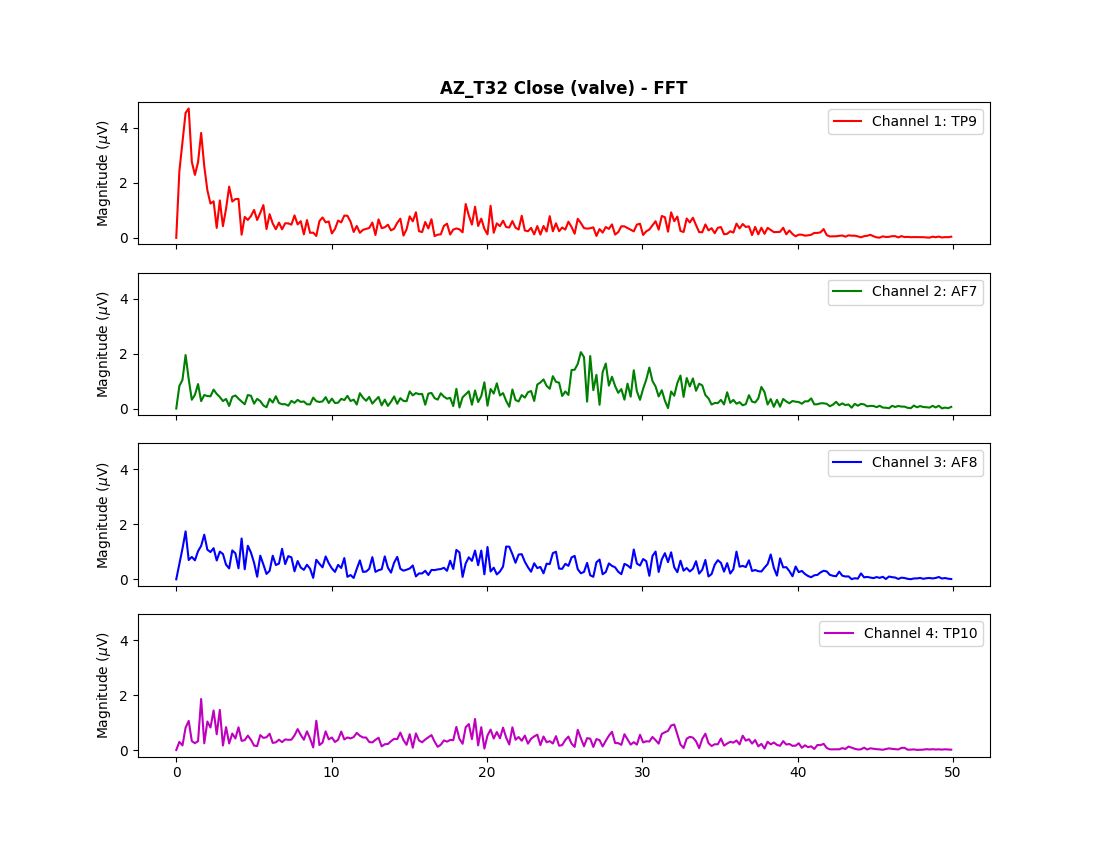 AZ_T32 Close (valve) - FFT
Magnitude (μV)
4
2
0
Channel 1: TP9
Magnitude (μV)
4
2
0
Channel 2: AF7
Magnitude (μV)
4
2
0
Channel 3: AF8
Magnitude (μV)
4
2
0
Channel 4: TP10
0 10 20 30 40 50